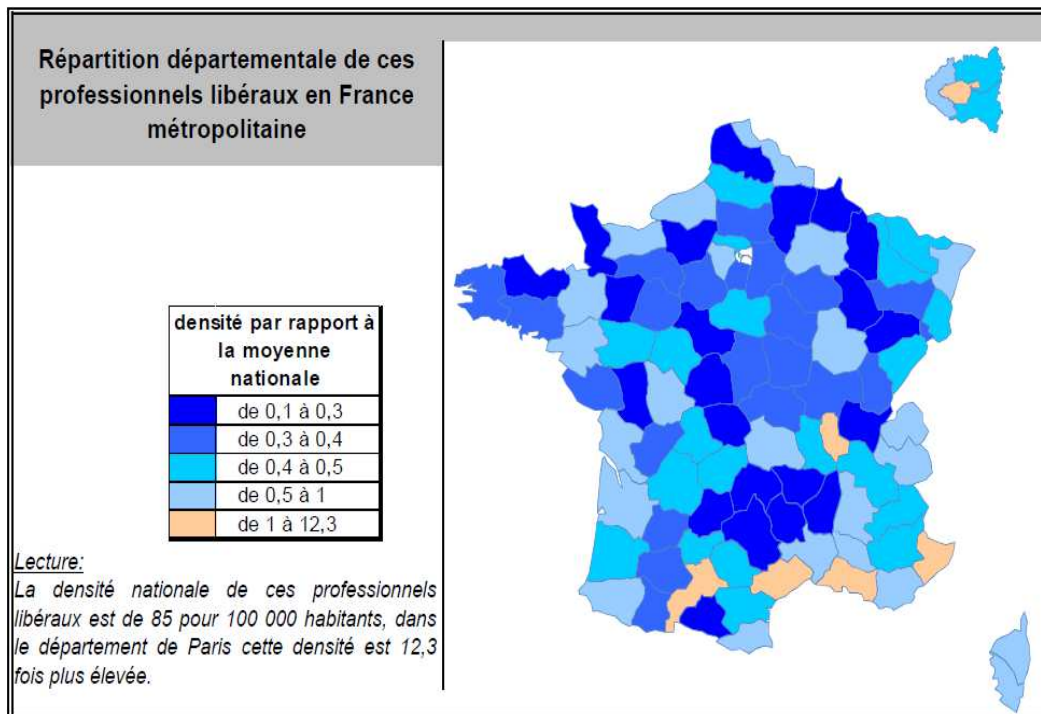 Répartition départementale de ces
professionnels libéraux en France
métropolitaine
densité par rapport à
la moyenne
nationale
de 0,1 à 0,3
de 0,3 à 0,4
de 0,4 à 0,5
de 0,5 à 1
de 1 à 12,3
Lecture:
La densité nationale de ces professionnels
libéraux est de 85 pour 100 000 habitants, dans
le département de Paris cette densité est 12,3
fois plus élevée.